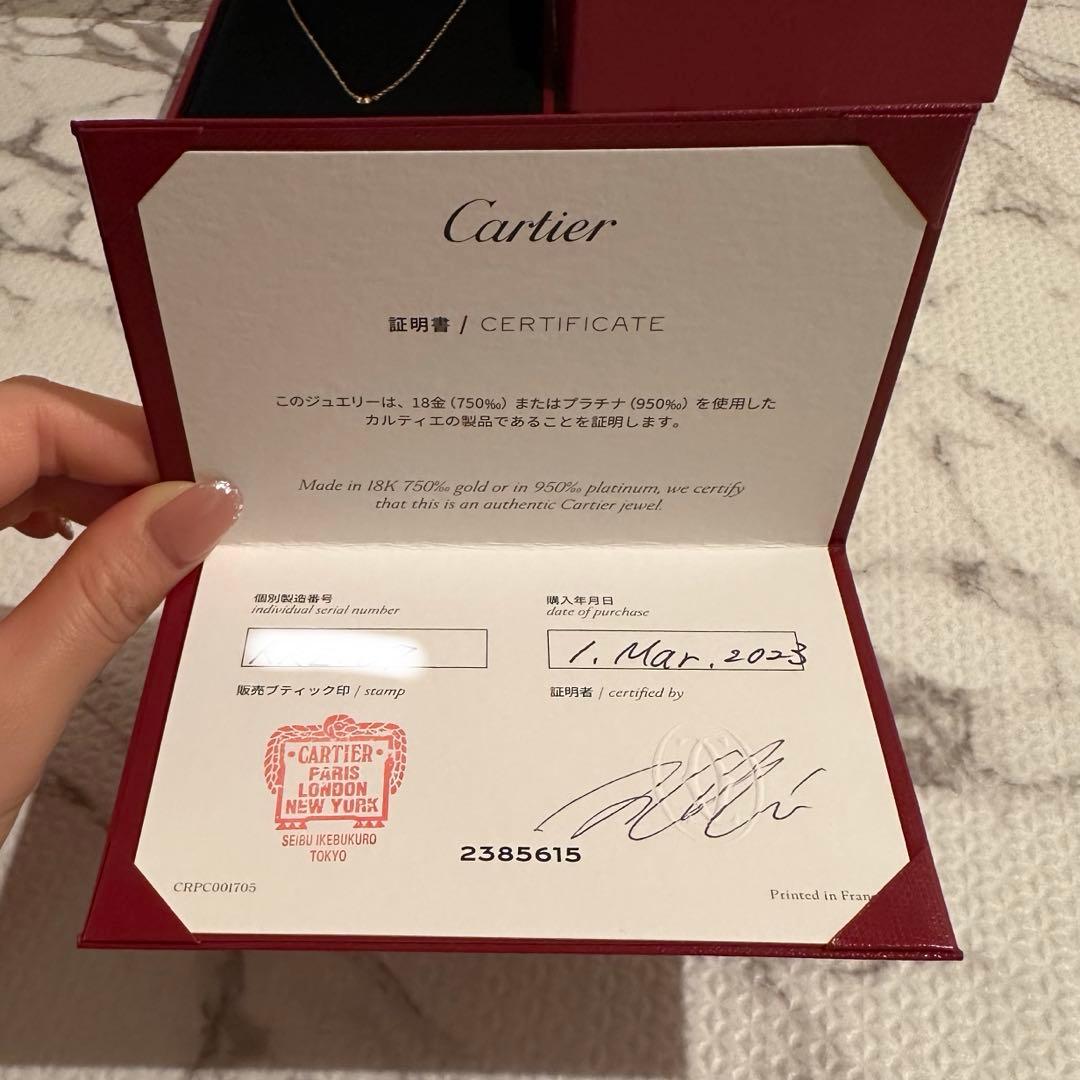 Cartier
証明書 / CERTIFICATE
このジュエリーは、18金(750‰)またはプラチナ(950‰)を使用した
カルティエの製品であることを証明します。
Made in 18K 750‰ gold or in 950‰ platinum, we certify
that this is an authentic Cartier jewel.
個別製造番号
individual serial number
購入年月日
date of purchase
1. Mar. 2023
販売ブティック印 / stamp
証明者 / certified by
CARTIER
PARIS
LONDON
NEW YORK
SEIBU IKEBUKURO
TOKYO
2385615
CRPC001705
Printed in Fran